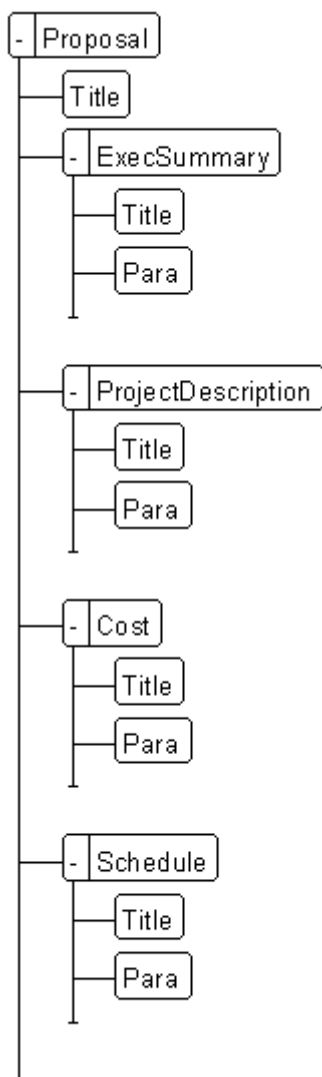 - Proposal
Title
- ExecSummary
Title
Para
- ProjectDescription
Title
Para
- Cost
Title
Para
- Schedule
Title
Para